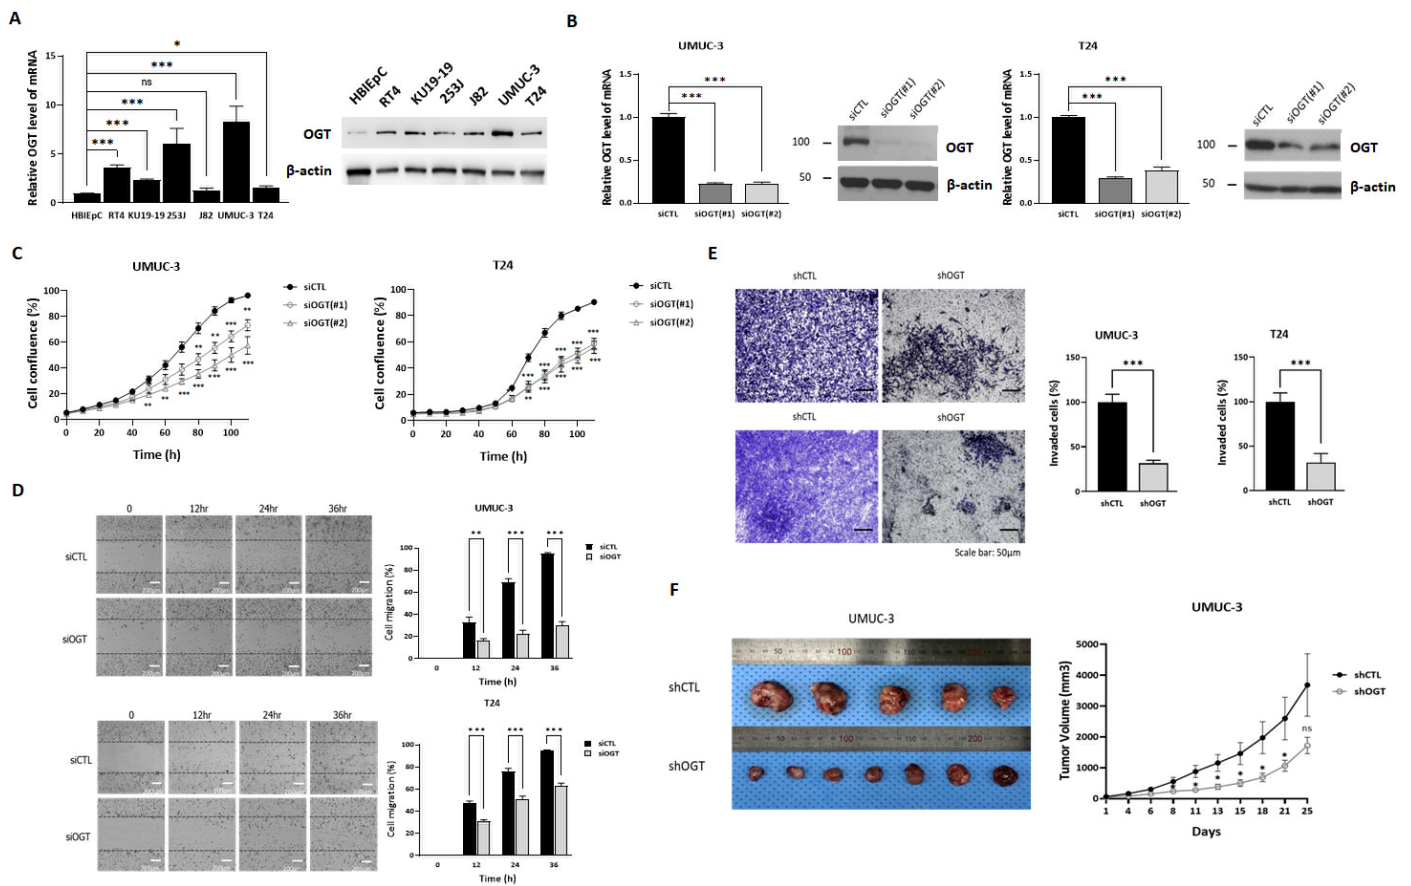 A
Relative OGT level of mRNA
15
10
5
0
*
***
ns
***
***
***
HBlEpC RT4 KU19-19 253J J82 UMUC-3 T24
HBlEpC RT4 KU19-19 253J J82 UMUC-3 T24
OGT
β-actin
B
UMUC-3
Relative OGT level of mRNA
1.5
1.0
0.5
0.0
***
***
siCTL siOGT(#1) siOGT(#2)
siCTL siOGT(#1) siOGT(#2)
100
OGT
50
β-actin
T24
Relative OGT level of mRNA
1.5
1.0
0.5
0.0
***
***
siCTL siOGT(#1) siOGT(#2)
siCTL siOGT(#1) siOGT(#2)
100
OGT
50
β-actin
C
UMUC-3
Cell confluence (%)
100
80
60
40
20
0
0 20 40 60 80 100
Time (h)
siCTL
siOGT(#1)
siOGT(#2)
** ** *** **
** ** *** *** *** ***
T24
Cell confluence (%)
100
80
60
40
20
0
0 20 40 60 80 100
Time (h)
siCTL
siOGT(#1)
siOGT(#2)
*** *** *** *** ***
** *** *** *** ***
D
0 12hr 24hr 36hr
siCTL
siOGT
UMUC-3
Cell migration (%)
100
80
60
40
20
0
** *** ***
siCTL
siOGT
0 12 24 36
Time (h)
0 12hr 24hr 36hr
siCTL
siOGT
T24
Cell migration (%)
100
80
60
40
20
0
*** *** ***
siCTL
siOGT
0 12 24 36
Time (h)
E
shCTL shOGT
shCTL shOGT
Scale bar: 50μm
UMUC-3
Invaded cells (%)
150
100
50
0
***
shCTL shOGT
T24
Invaded cells (%)
150
100
50
0
***
shCTL shOGT
F
UMUC-3
50 100 200
shCTL
50 100 200
shOGT
UMUC-3
Tumor Volume (mm3)
5000
4000
3000
2000
1000
0
* * * * * * ns
1 4 6 8 11 13 15 18 21 25
Days
shCTL
shOGT